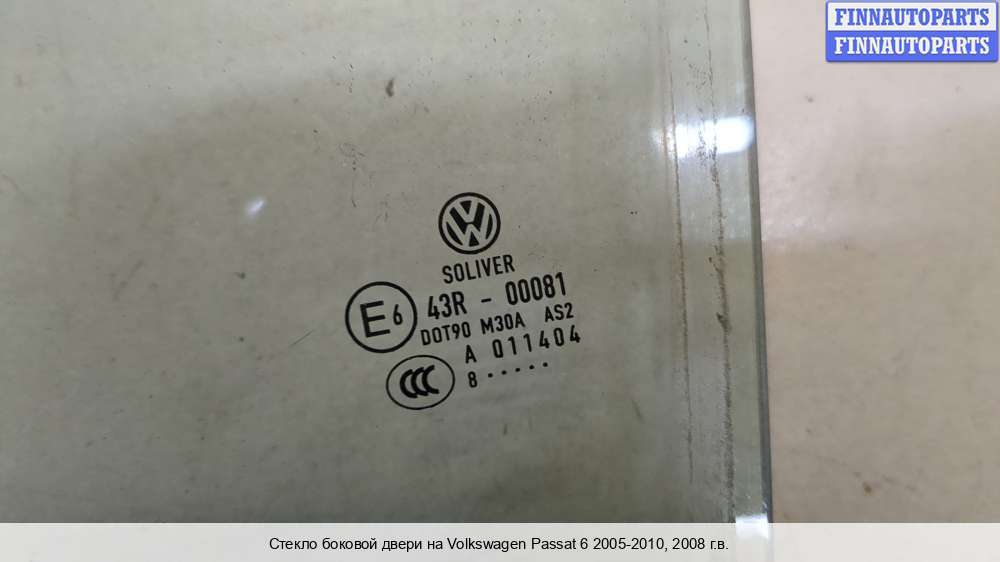 FINNAUTOPARTS
FINNAUTOPARTS
SOLIVER
E6 43R - 00081
DOT90 M30A AS2
A 011404
CCC 8 .....
Стекло боковой двери на Volkswagen Passat 6 2005-2010, 2008 г.в.